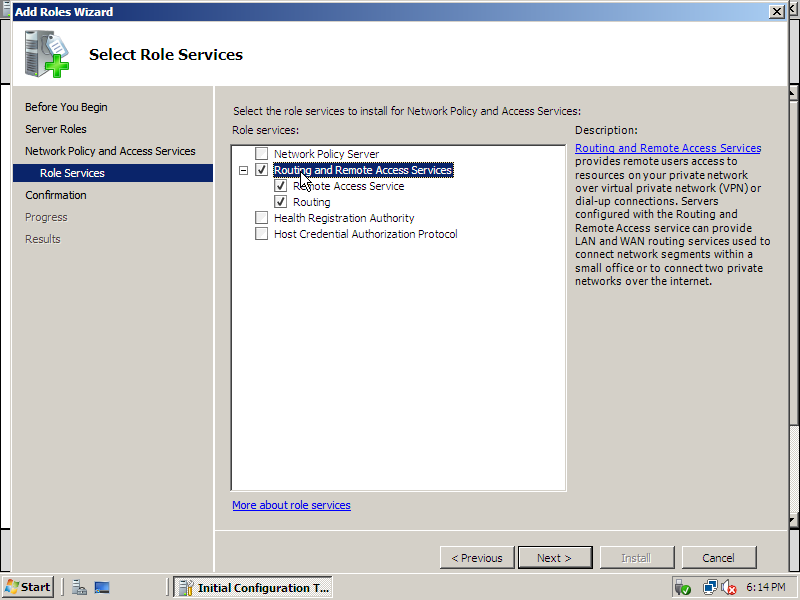 Add Roles Wizard
Select Role Services
Before You Begin
Server Roles
Network Policy and Access Services
Role Services
Confirmation
Progress
Results
Select the role services to install for Network Policy and Access Services:
Role services:
Network Policy Server
Routing and Remote Access Services
Remote Access Service
Routing
Health Registration Authority
Host Credential Authorization Protocol
More about role services
Description:
Routing and Remote Access Services
provides remote users access to
resources on your private network
over virtual private network (VPN) or
dial-up connections. Servers
configured with the Routing and
Remote Access service can provide
LAN and WAN routing services used to
connect network segments within a
small office or to connect two private
networks over the internet.
< Previous
Next >
Install
Cancel
Start
Initial Configuration T...
6:14 PM